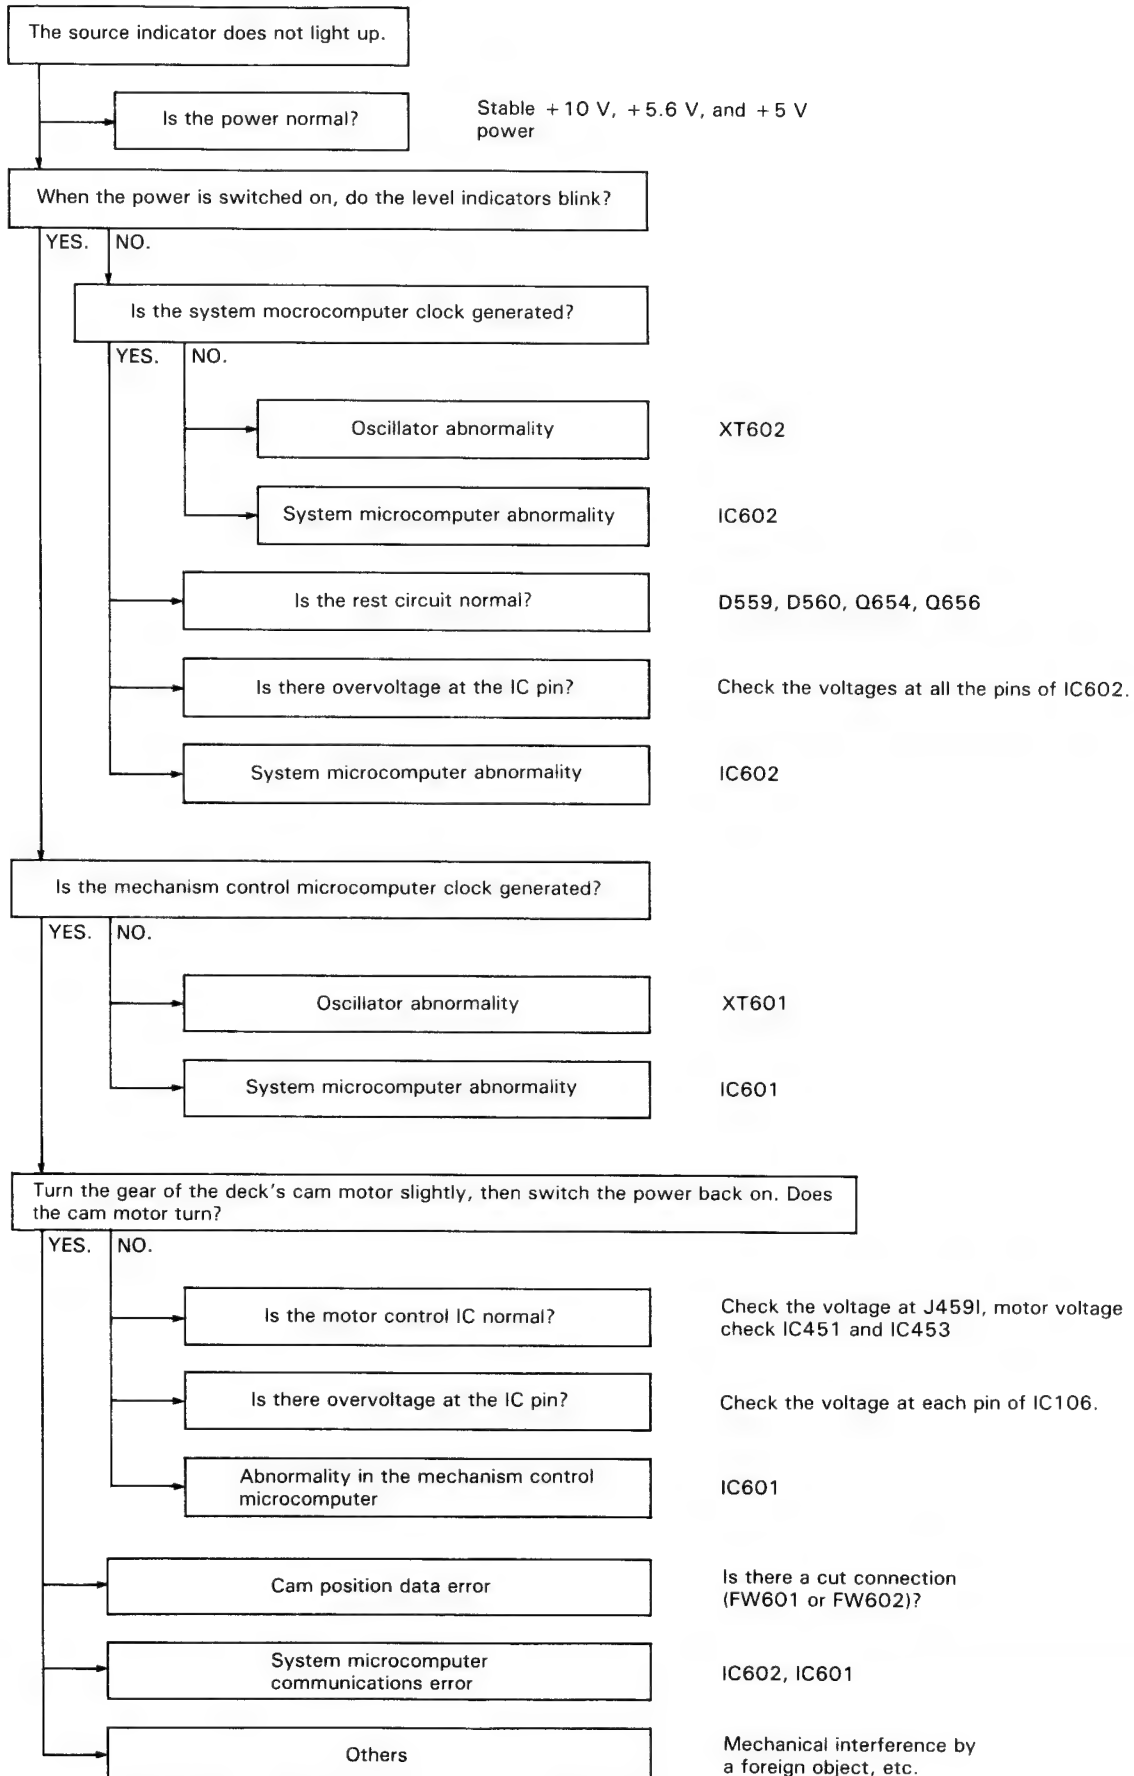 The source indicator does not light up.
Is the power normal?
Stable +10 V, +5.6 V, and +5 V
power
When the power is switched on, do the level indicators blink?
YES. NO.
Is the system mocrocomputer clock generated?
YES. NO.
Oscillator abnormality
XT602
System microcomputer abnormality
IC602
Is the rest circuit normal?
D559, D560, Q654, Q656
Is there overvoltage at the IC pin?
Check the voltages at all the pins of IC602.
System microcomputer abnormality
IC602
Is the mechanism control microcomputer clock generated?
YES. NO.
Oscillator abnormality
XT601
System microcomputer abnormality
IC601
Turn the gear of the deck's cam motor slightly, then switch the power back on. Does
the cam motor turn?
YES. NO.
Is the motor control IC normal?
Check the voltage at J459I, motor voltage
check IC451 and IC453
Is there overvoltage at the IC pin?
Check the voltage at each pin of IC106.
Abnormality in the mechanism control
microcomputer
IC601
Cam position data error
Is there a cut connection
(FW601 or FW602)?
System microcomputer
communications error
IC602, IC601
Others
Mechanical interference by
a foreign object, etc.